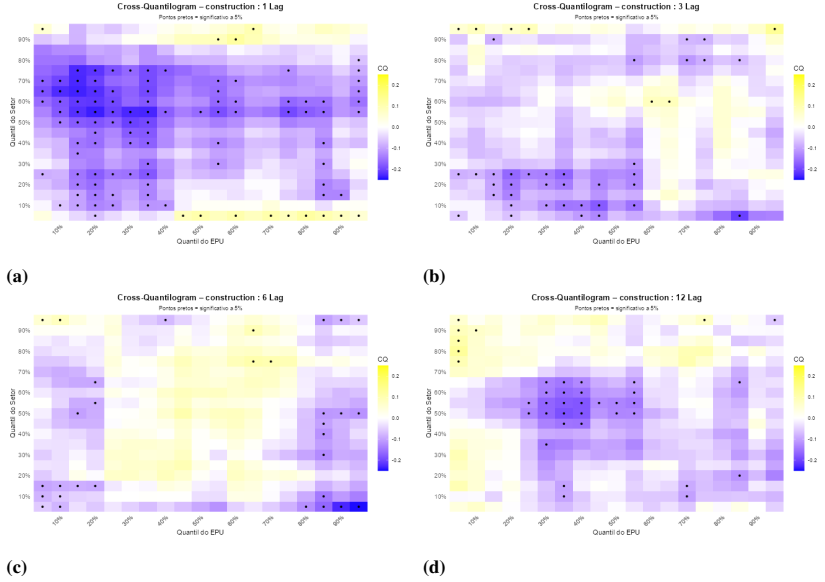 Cross-Quantilogram – construction : 1 Lag
Pontos pretos = significativo a 5%
90%
80%
70%
60%
50%
40%
30%
20%
10%
Quantil do Setor
10% 20% 30% 40% 50% 60% 70% 80% 90%
Quantil do EPU
CQ
0.2
0.1
0.0
-0.1
-0.2
(a)
Cross-Quantilogram – construction : 3 Lag
Pontos pretos = significativo a 5%
90%
80%
70%
60%
50%
40%
30%
20%
10%
Quantil do Setor
10% 20% 30% 40% 50% 60% 70% 80% 90%
Quantil do EPU
CQ
0.2
0.1
0.0
-0.1
-0.2
(b)
Cross-Quantilogram – construction : 6 Lag
Pontos pretos = significativo a 5%
90%
80%
70%
60%
50%
40%
30%
20%
10%
Quantil do Setor
10% 20% 30% 40% 50% 60% 70% 80% 90%
Quantil do EPU
CQ
0.2
0.1
0.0
-0.1
-0.2
(c)
Cross-Quantilogram – construction : 12 Lag
Pontos pretos = significativo a 5%
90%
80%
70%
60%
50%
40%
30%
20%
10%
Quantil do Setor
10% 20% 30% 40% 50% 60% 70% 80% 90%
Quantil do EPU
CQ
0.2
0.1
0.0
-0.1
-0.2
(d)